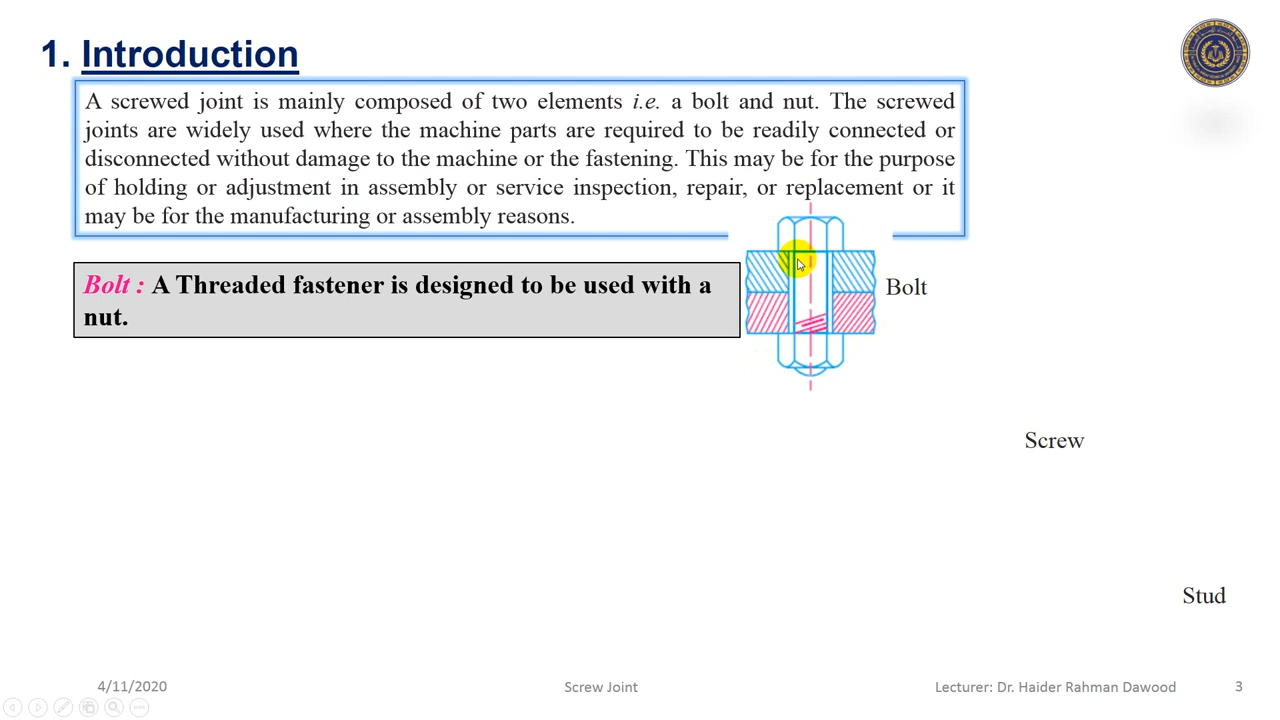 1. Introduction
A screwed joint is mainly composed of two elements i.e. a bolt and nut. The screwed
joints are widely used where the machine parts are required to be readily connected or
disconnected without damage to the machine or the fastening. This may be for the purpose
of holding or adjustment in assembly or service inspection, repair, or replacement or it
may be for the manufacturing or assembly reasons.
Bolt : A Threaded fastener is designed to be used with a
nut.
Bolt
Screw
Stud
4/11/2020
Screw Joint
Lecturer: Dr. Haider Rahman Dawood
3